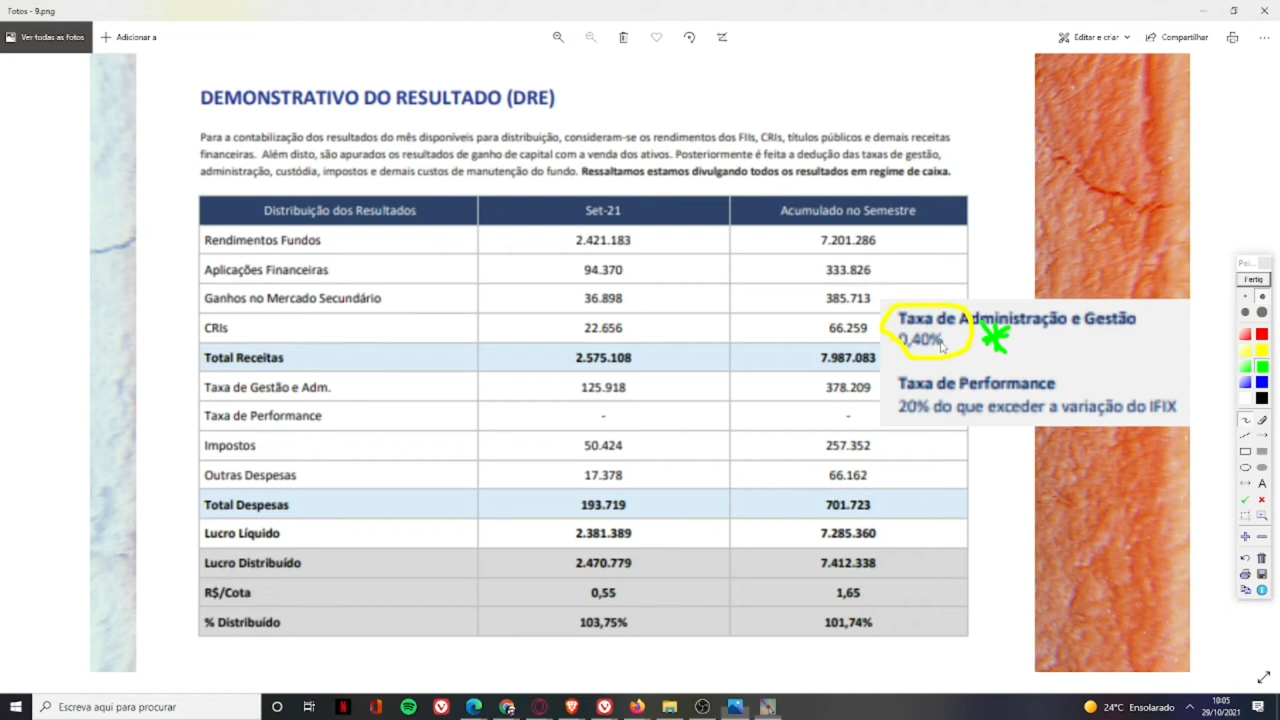 Fotos - 9.png
Ver todas as fotos
Adicionar a
Editar e criar
Compartilhar
DEMONSTRATIVO DO RESULTADO (DRE)
Para a contabilização dos resultados do mês disponíveis para distribuição, consideram-se os rendimentos dos FIIs, CRIs, títulos públicos e demais receitas
financeiras. Além disto, são apurados os resultados de ganho de capital com a venda dos ativos. Posteriormente é feita a dedução das taxas de gestão,
administração, custódia, impostos e demais custos de manutenção do fundo. Ressaltamos estamos divulgando todos os resultados em regime de caixa.
Distribuição dos Resultados Set-21 Acumulado no Semestre
Rendimentos Fundos 2.421.183 7.201.286
Aplicações Financeiras 94.370 333.826
Ganhos no Mercado Secundário 36.898 385.713
CRIs 22.656 66.259
Total Receitas 2.575.108 7.987.083
Taxa de Gestão e Adm. 125.918 378.209
Taxa de Performance - -
Impostos 50.424 257.352
Outras Despesas 17.378 66.162
Total Despesas 193.719 701.723
Lucro Líquido 2.381.389 7.285.360
Lucro Distribuído 2.470.779 7.412.338
R$/Cota 0,55 1,65
% Distribuído 103,75% 101,74%
Taxa de Administração e Gestão
0,40%
Taxa de Performance
20% do que exceder a variação do IFIX
Poi...
Fertig
A
Escreva aqui para pesquisar
24°C Ensolarado
10:05
29/10/2021